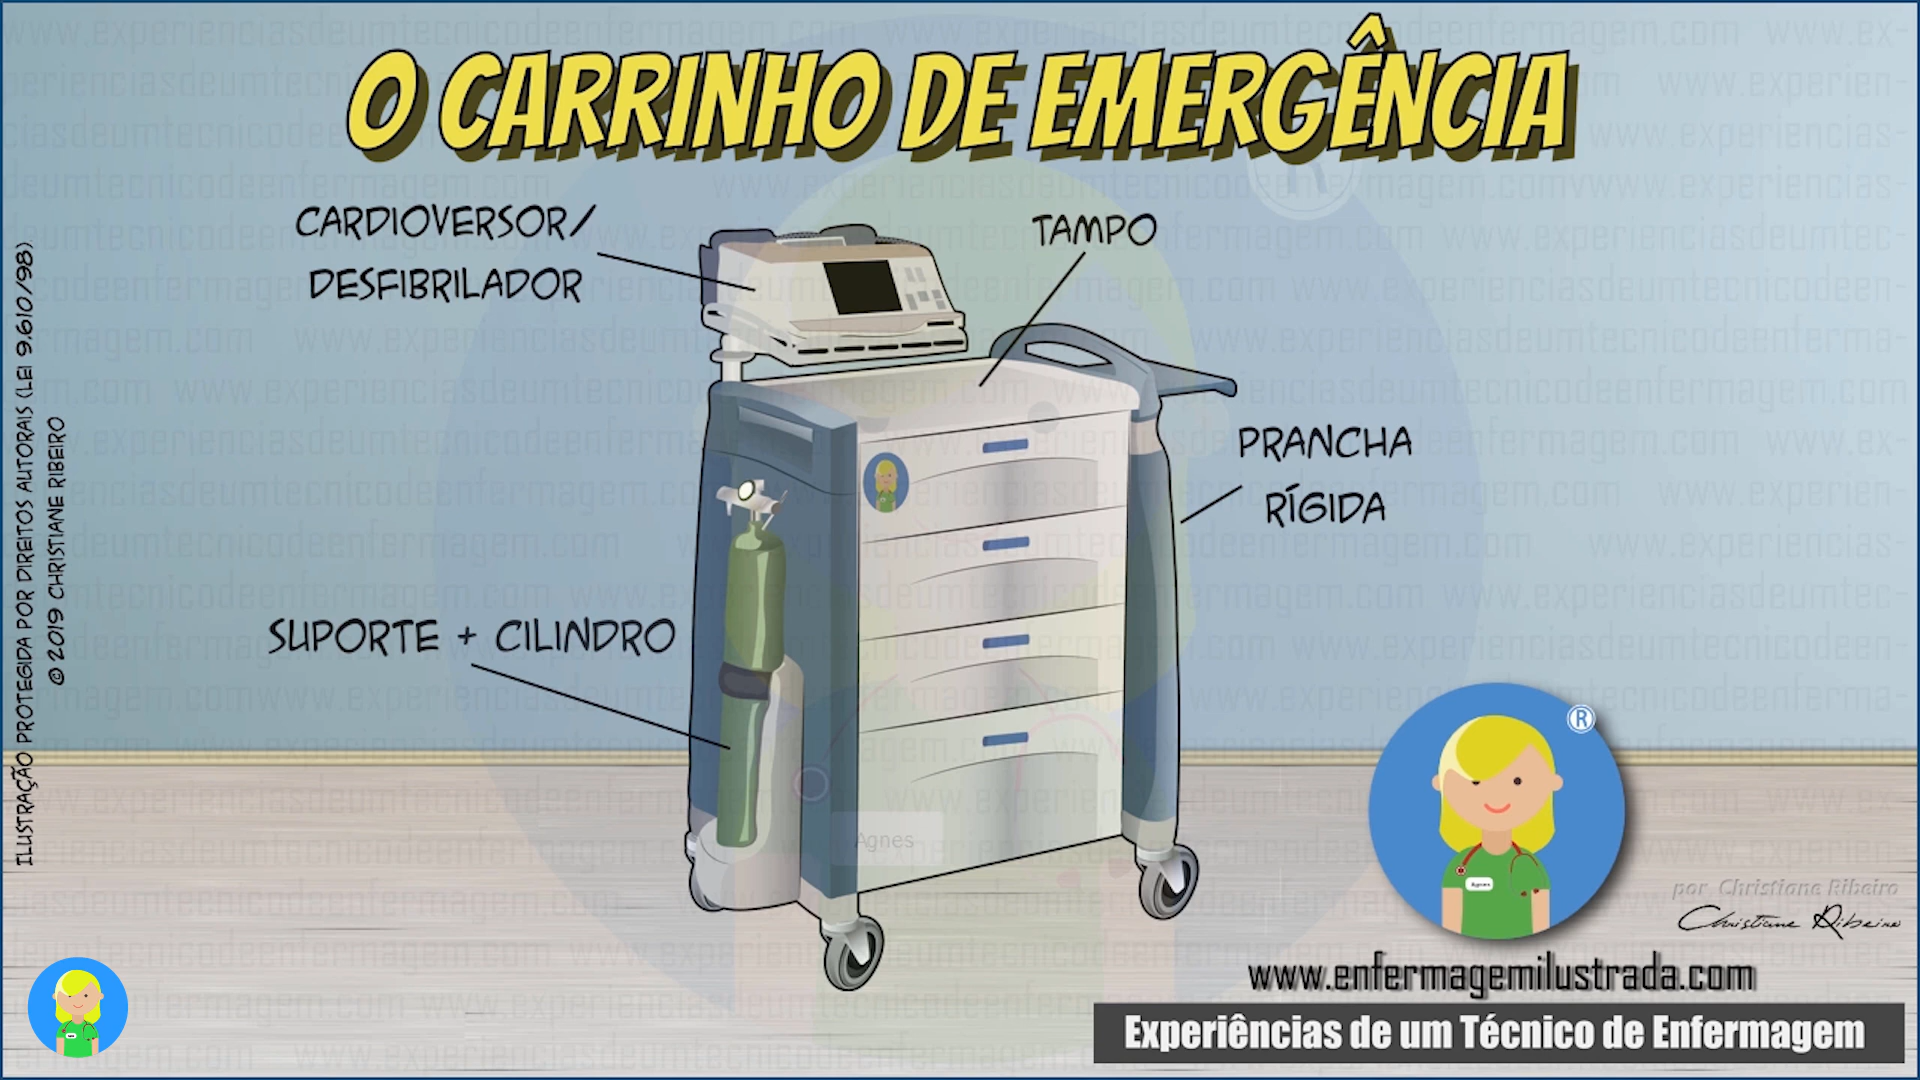 O CARRINHO DE EMERGÊNCIA
CARDIOVERSOR/
DESFIBRILADOR
TAMPO
PRANCHA
RÍGIDA
SUPORTE + CILINDRO
Agnes
ILUSTRAÇÃO PROTEGIDA POR DIREITOS AUTORAIS (LEI 9.610/98).
© 2019 CHRISTIANE RIBEIRO
®
Agnes
por Christiane Ribeiro
Christiane Ribeiro
www.enfermagemilustrada.com
Experiências de um Técnico de Enfermagem